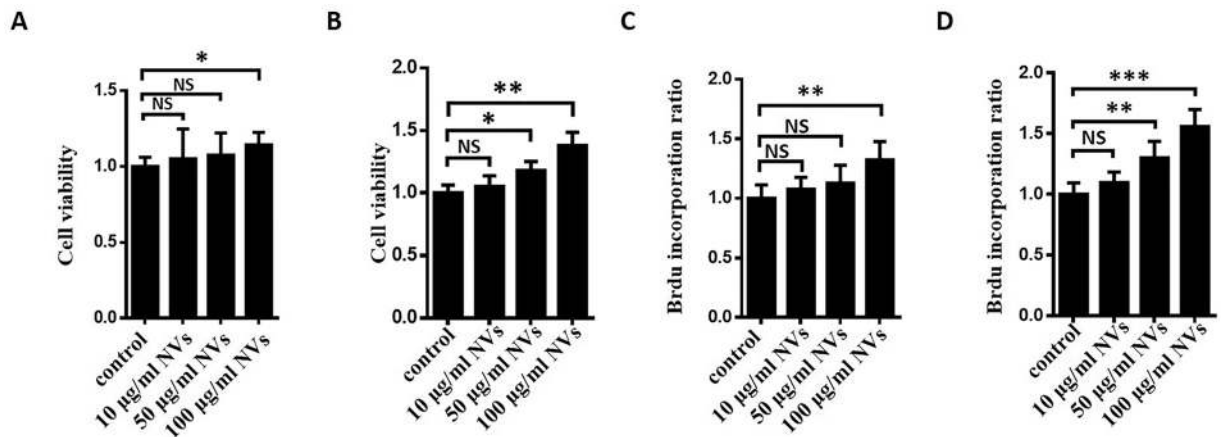 A
Cell viability
1.5
1.0
0.5
0.0
*
NS
NS
control
10 µg/ml NVs
50 µg/ml NVs
100 µg/ml NVs
B
Cell viability
2.0
1.5
1.0
0.5
0.0
**
*
NS
control
10 µg/ml NVs
50 µg/ml NVs
100 µg/ml NVs
C
Brdu incorporation ratio
2.0
1.5
1.0
0.5
0.0
**
NS
NS
control
10 µg/ml NVs
50 µg/ml NVs
100 µg/ml NVs
D
Brdu incorporation ratio
2.0
1.5
1.0
0.5
0.0
***
**
NS
control
10 µg/ml NVs
50 µg/ml NVs
100 µg/ml NVs